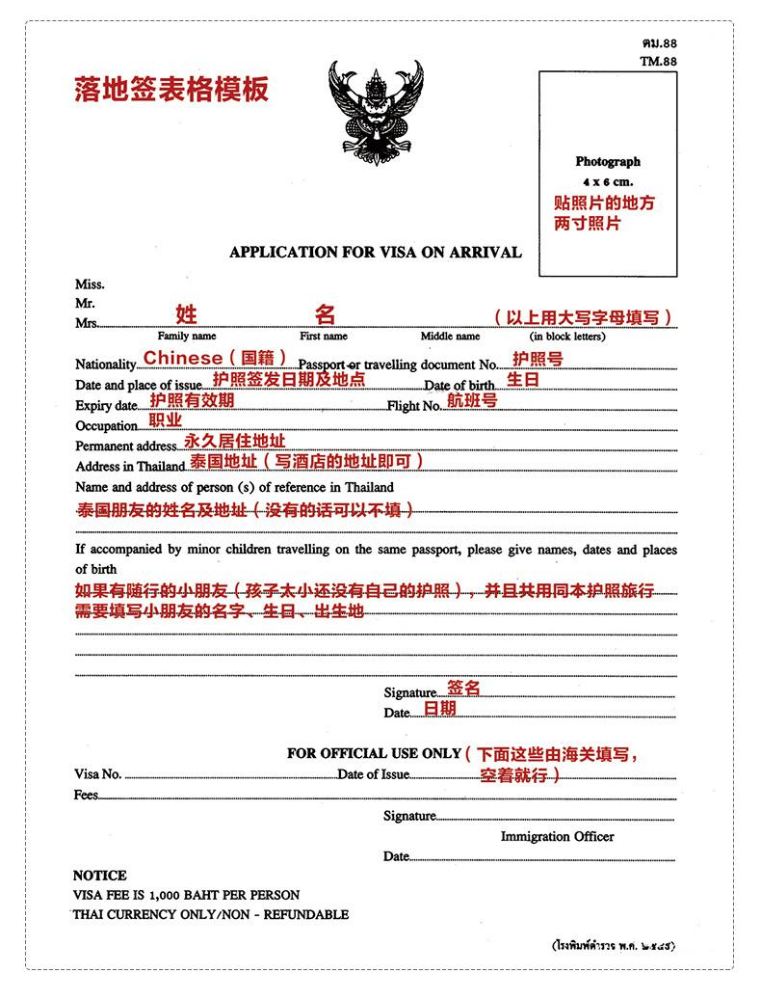 ตม.88
TM.88
落地签表格模板
Photograph
4 x 6 cm.
贴照片的地方
两寸照片
APPLICATION FOR VISA ON ARRIVAL
Miss.
Mr.
Mrs. 姓 名 （以上用大写字母填写）
Family name First name Middle name (in block letters)
Nationality Chinese（国籍） Passport or travelling document No. 护照号
Date and place of issue 护照签发日期及地点 Date of birth 生日
Expiry date 护照有效期 Flight No. 航班号
Occupation 职业
Permanent address 永久居住地址
Address in Thailand 泰国地址（写酒店的地址即可）
Name and address of person (s) of reference in Thailand
泰国朋友的姓名及地址（没有的话可以不填）
If accompanied by minor children travelling on the same passport, please give names, dates and places
of birth
如果有随行的小朋友（孩子太小还没有自己的护照），并且共用同本护照旅行
需要填写小朋友的名字、生日、出生地
Signature 签名
Date 日期
FOR OFFICIAL USE ONLY（下面这些由海关填写，
Visa No. Date of Issue 空着就行）
Fees
Signature
Immigration Officer
Date
NOTICE
VISA FEE IS 1,000 BAHT PER PERSON
THAI CURRENCY ONLY/NON - REFUNDABLE
(โรงพิมพ์ตำรวจ พ.ศ. ๒๕๔๕)